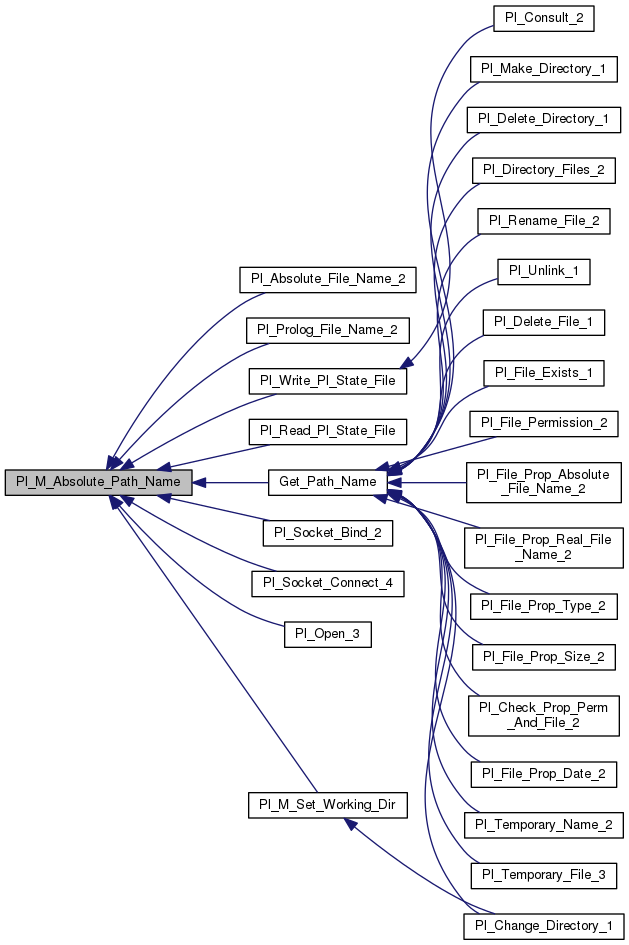 Pl_Consult_2
Pl_Make_Directory_1
Pl_Delete_Directory_1
Pl_Directory_Files_2
Pl_Rename_File_2
Pl_Absolute_File_Name_2
Pl_Unlink_1
Pl_Prolog_File_Name_2
Pl_Delete_File_1
Pl_Write_Pl_State_File
Pl_File_Exists_1
Pl_Read_Pl_State_File
Pl_File_Permission_2
Pl_M_Absolute_Path_Name
Get_Path_Name
Pl_File_Prop_Absolute
_File_Name_2
Pl_Socket_Bind_2
Pl_File_Prop_Real_File
_Name_2
Pl_Socket_Connect_4
Pl_File_Prop_Type_2
Pl_Open_3
Pl_File_Prop_Size_2
Pl_Check_Prop_Perm
_And_File_2
Pl_File_Prop_Date_2
Pl_M_Set_Working_Dir
Pl_Temporary_Name_2
Pl_Temporary_File_3
Pl_Change_Directory_1